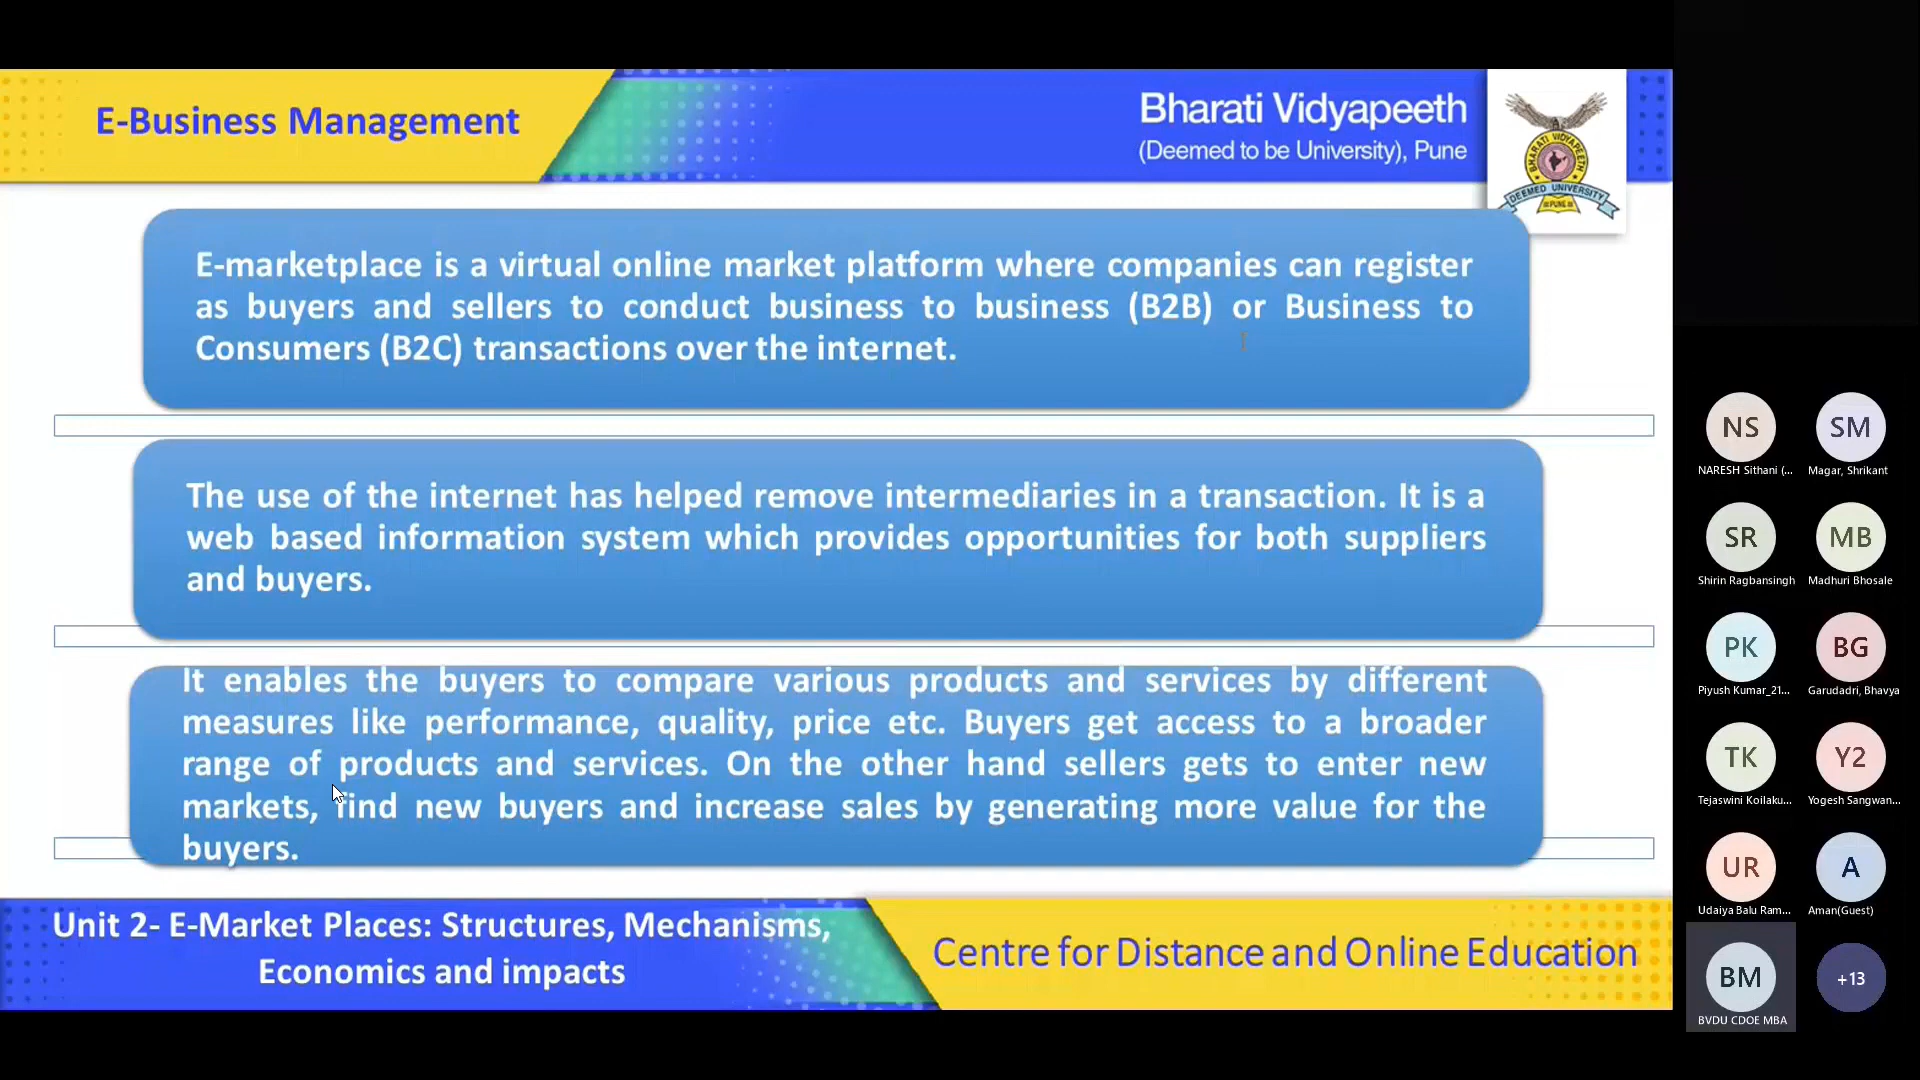 E-Business Management
Bharati Vidyapeeth
(Deemed to be University), Pune
BHARATI VIDYAPEETH
DEEMED UNIVERSITY
PUNE
E-marketplace is a virtual online market platform where companies can register
as buyers and sellers to conduct business to business (B2B) or Business to
Consumers (B2C) transactions over the internet.
The use of the internet has helped remove intermediaries in a transaction. It is a
web based information system which provides opportunities for both suppliers
and buyers.
It enables the buyers to compare various products and services by different
measures like performance, quality, price etc. Buyers get access to a broader
range of products and services. On the other hand sellers gets to enter new
markets, find new buyers and increase sales by generating more value for the
buyers.
Unit 2- E-Market Places: Structures, Mechanisms,
Economics and impacts
Centre for Distance and Online Education
NS
NARESH Sithani (...
SM
Magar, Shrikant
SR
Shirin Ragbansingh
MB
Madhuri Bhosale
PK
Piyush Kumar_21...
BG
Garudadri, Bhavya
TK
Tejaswini Koilaku...
Y2
Yogesh Sangwan...
UR
Udaiya Balu Ram...
A
Aman(Guest)
BM
BVDU CDOE MBA
+13